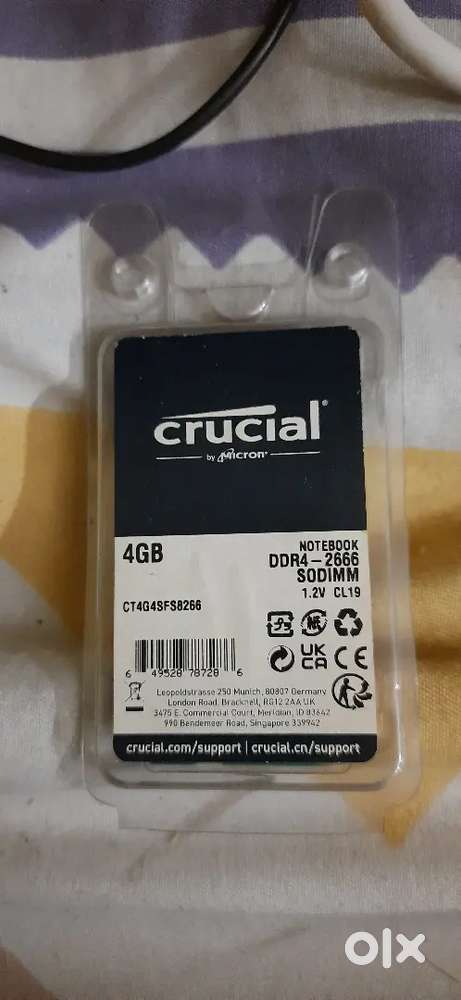 crucial®
by Micron®
4GB
NOTEBOOK
DDR4-2666
SODIMM
1.2V CL19
CT4G4SFS8266
UK
CA
CE
6 49528 78728 6
Leopoldstrasse 250 Munich, 80807 Germany
London Road, Bracknell, RG12 2AA UK
3475 E. Commercial Court, Meridian, ID 83642
990 Bendemeer Road, Singapore 339942
crucial.com/support | crucial.cn/support
olx